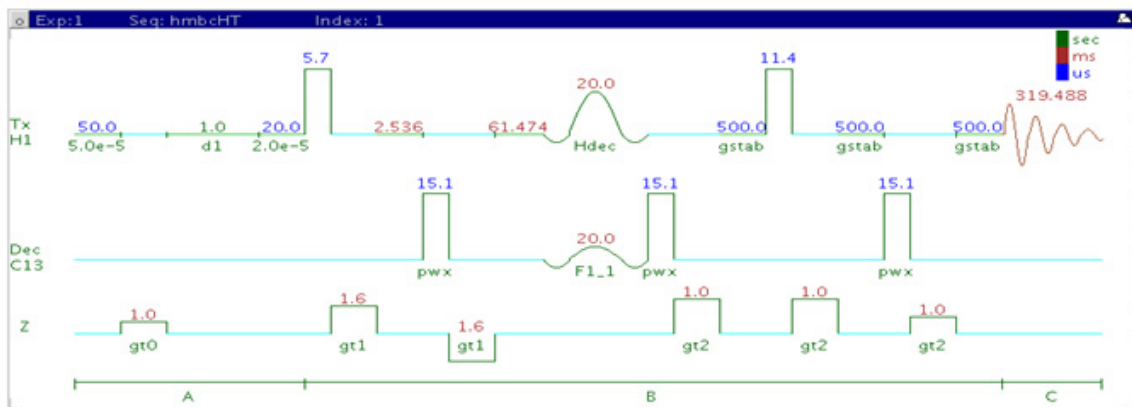 Exp:1 Seq: hmbcHT Index: 1
sec
ms
us
5.7 20.0 11.4 319.488
Tx
H1
50.0 1.0 20.0 2.536 61.474 500.0 500.0 500.0
5.0e-5 d1 2.0e-5 Hdec gstab gstab gstab
15.1 20.0 15.1 15.1
Dec
C13
pwx F1_1 pwx pwx
Z
1.0 1.6 1.6 1.0 1.0 1.0
gt0 gt1 gt1 gt2 gt2 gt2
A B C